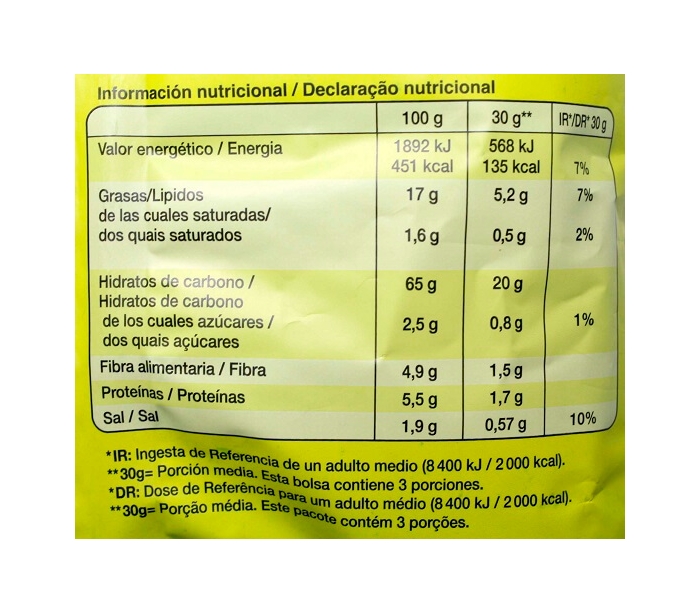 Información nutricional / Declaração nutricional
100 g 30 g** IR*/DR* 30 g
Valor energético / Energia 1892 kJ 568 kJ
451 kcal 135 kcal 7%
Grasas/Lipidos 17 g 5,2 g 7%
de las cuales saturadas/
dos quais saturados 1,6 g 0,5 g 2%
Hidratos de carbono / 65 g 20 g
Hidratos de carbono
de los cuales azúcares / 2,5 g 0,8 g 1%
dos quais açúcares
Fibra alimentaria / Fibra 4,9 g 1,5 g
Proteínas / Proteínas 5,5 g 1,7 g
Sal / Sal 1,9 g 0,57 g 10%
*IR: Ingesta de Referencia de un adulto medio (8 400 kJ / 2 000 kcal).
**30g= Porción media. Esta bolsa contiene 3 porciones.
*DR: Dose de Referência para um adulto médio (8 400 kJ / 2 000 kcal).
**30g= Porção média. Este pacote contém 3 porções.